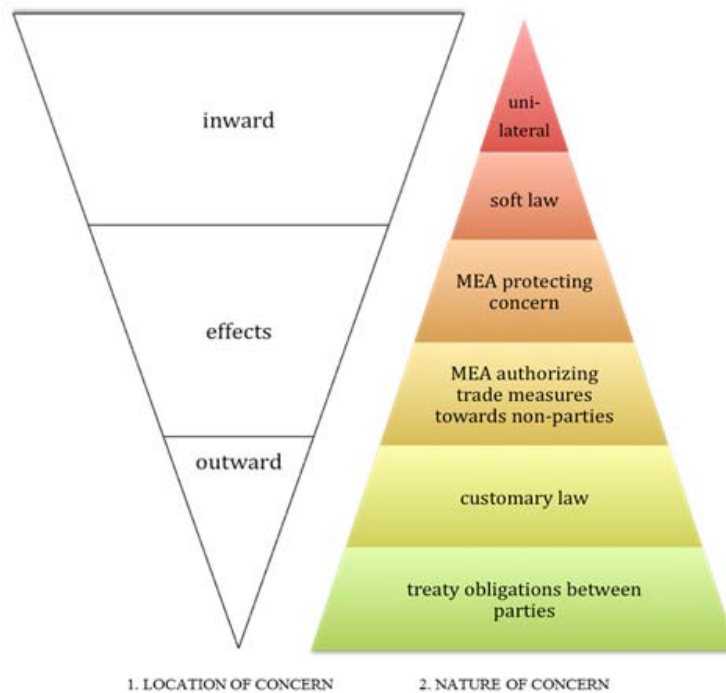 inward
effects
outward
uni-
lateral
soft law
MEA protecting
concern
MEA authorizing
trade measures
towards non-parties
customary law
treaty obligations between
parties
1. LOCATION OF CONCERN
2. NATURE OF CONCERN